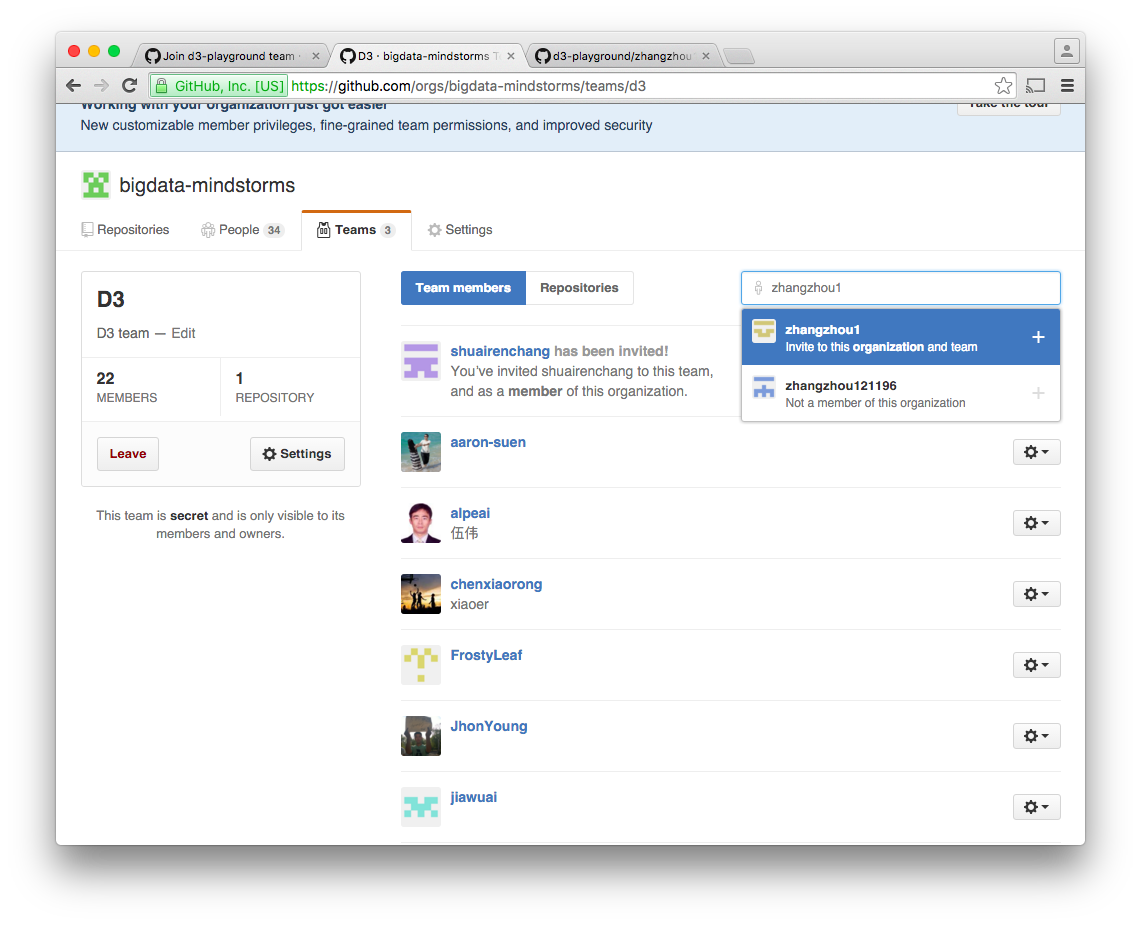 Join d3-playground team ·
D3 · bigdata-mindstorms T
d3-playground/zhangzhou
GitHub, Inc. [US] https://github.com/orgs/bigdata-mindstorms/teams/d3
Working with your organization just got easier
Take the tour
New customizable member privileges, fine-grained team permissions, and improved security
bigdata-mindstorms
Repositories People 34 Teams 3 Settings
D3
D3 team — Edit
22
MEMBERS
1
REPOSITORY
Leave
Settings
This team is secret and is only visible to its
members and owners.
Team members Repositories
zhangzhou1
zhangzhou1
Invite to this organization and team
zhangzhou121196
Not a member of this organization
shuairenchang has been invited!
You've invited shuairenchang to this team,
and as a member of this organization.
aaron-suen
alpeai
伍伟
chenxiaorong
xiaoer
FrostyLeaf
JhonYoung
jiawuai